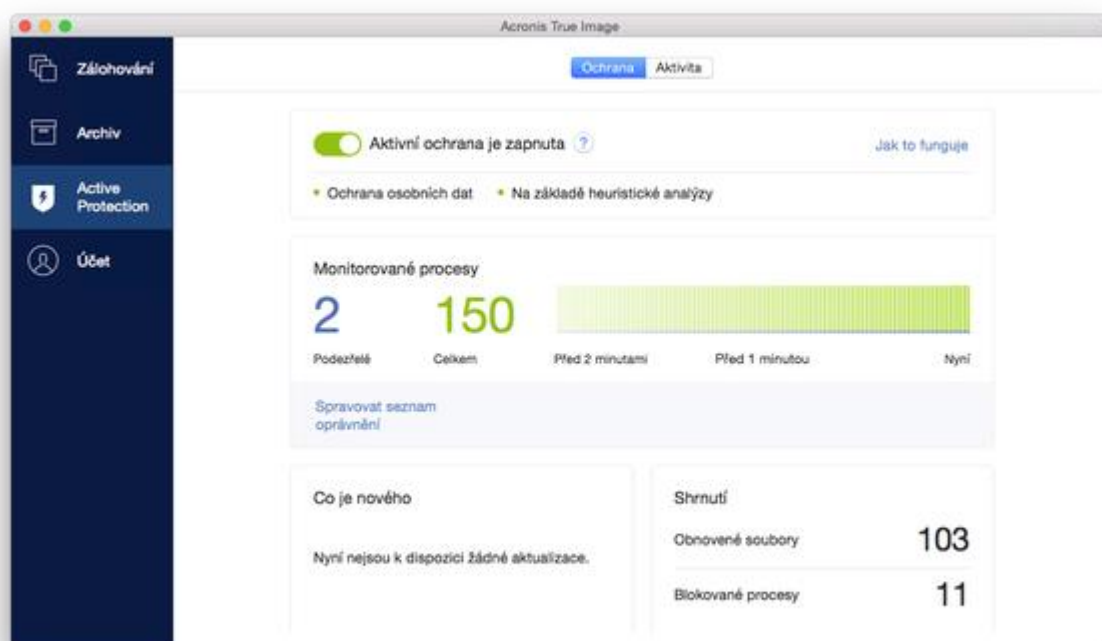 Acronis True Image
Zálohování
Archiv
Active
Protection
Účet
Ochrana Aktivita
Aktivní ochrana je zapnuta ? Jak to funguje
• Ochrana osobních dat • Na základě heuristické analýzy
Monitorované procesy
2 150
Podezřelé Celkem Před 2 minutami Před 1 minutou Nyní
Spravovat seznam
oprávnění
Co je nového
Nyní nejsou k dispozici žádné aktualizace.
Shrnutí
Obnovené soubory 103
Blokované procesy 11